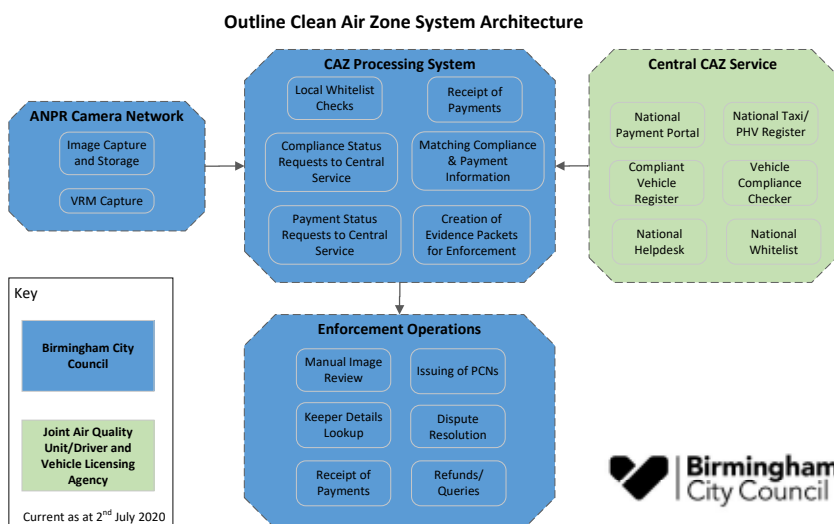 Outline Clean Air Zone System Architecture
ANPR Camera Network
Image Capture
and Storage
VRM Capture
CAZ Processing System
Local Whitelist
Checks
Receipt of
Payments
Compliance Status
Requests to Central
Service
Matching Compliance
& Payment
Information
Payment Status
Requests to Central
Service
Creation of
Evidence Packets
for Enforcement
Central CAZ Service
National
Payment Portal
National Taxi/
PHV Register
Compliant
Vehicle
Register
Vehicle
Compliance
Checker
National
Helpdesk
National
Whitelist
Enforcement Operations
Manual Image
Review
Issuing of PCNs
Keeper Details
Lookup
Dispute
Resolution
Receipt of
Payments
Refunds/
Queries
Key
Birmingham City
Council
Joint Air Quality
Unit/Driver and
Vehicle Licensing
Agency
Current as at 2nd July 2020
Birmingham
City Council